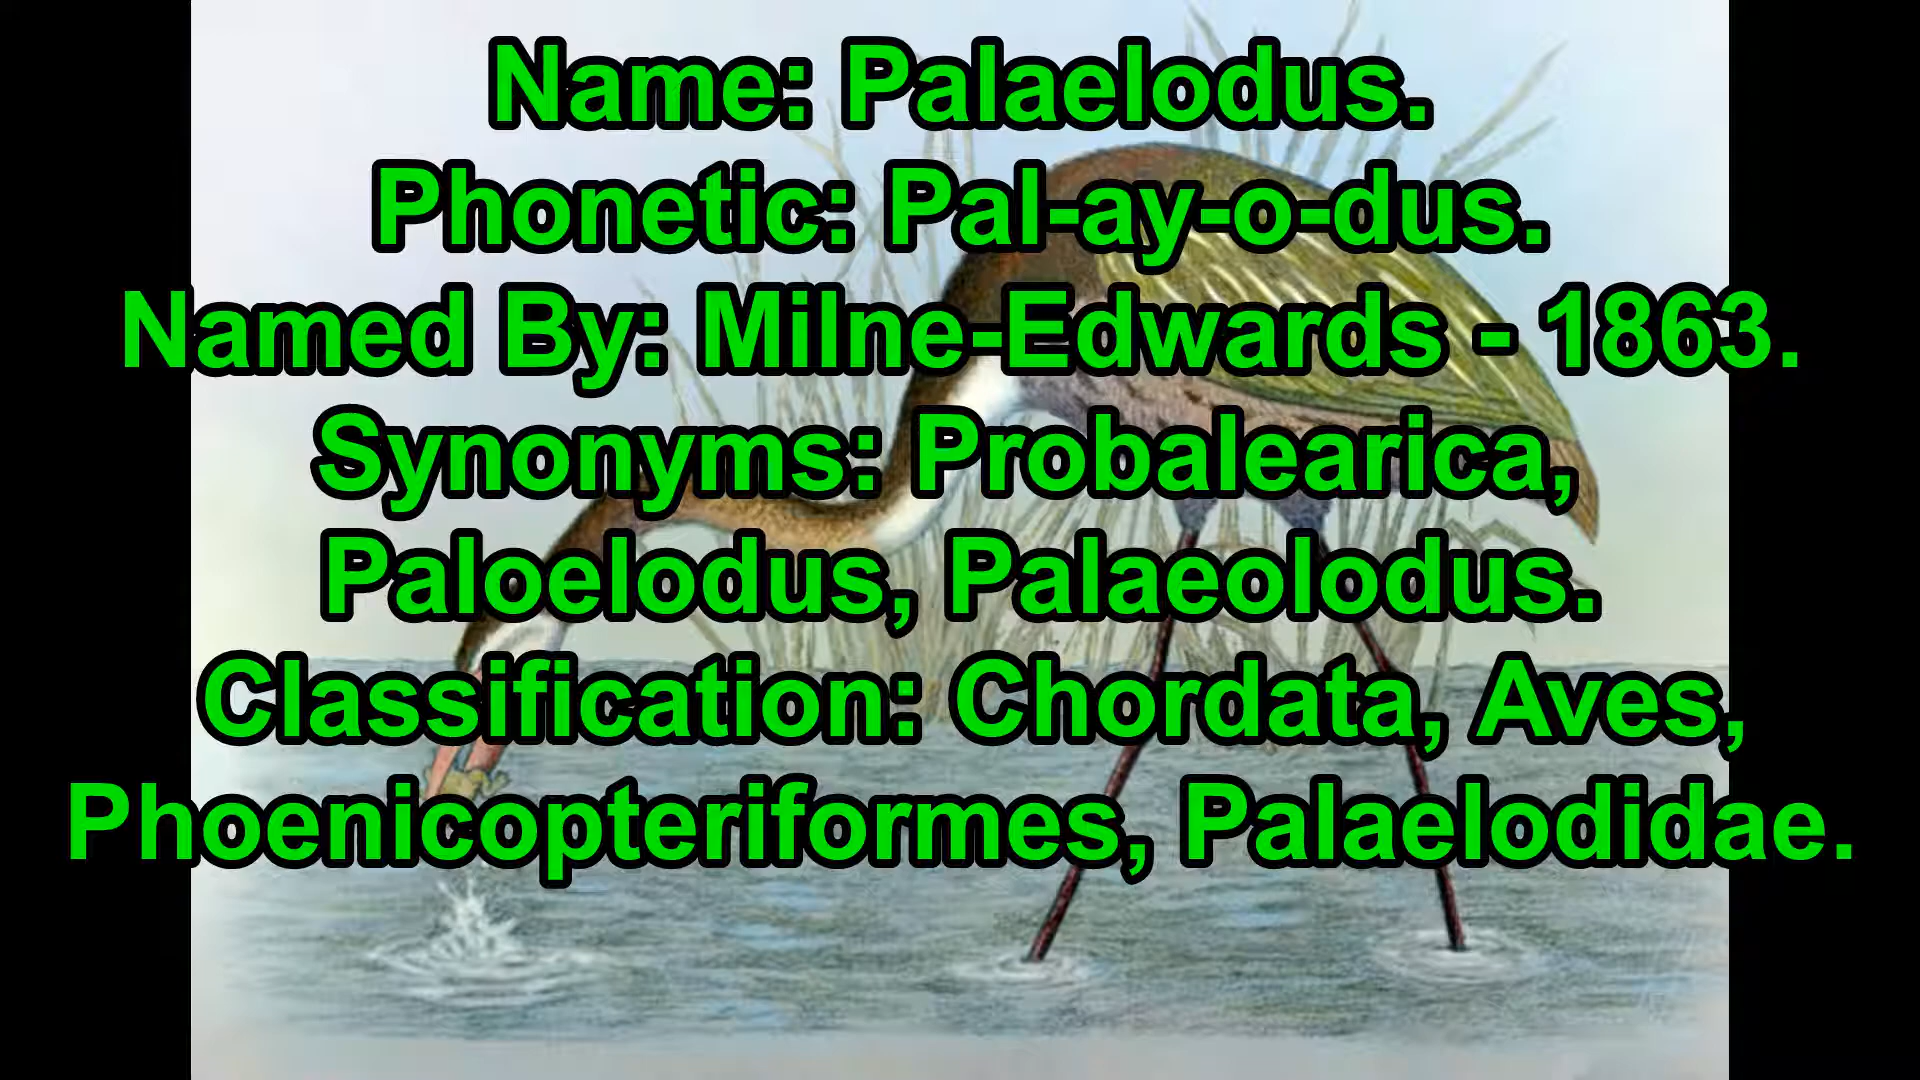 Name: Palaelodus.
Phonetic: Pal-ay-o-dus.
Named By: Milne-Edwards - 1863.
Synonyms: Probalearica,
Paloelodus, Palaeolodus.
Classification: Chordata, Aves,
Phoenicopteriformes, Palaelodidae.